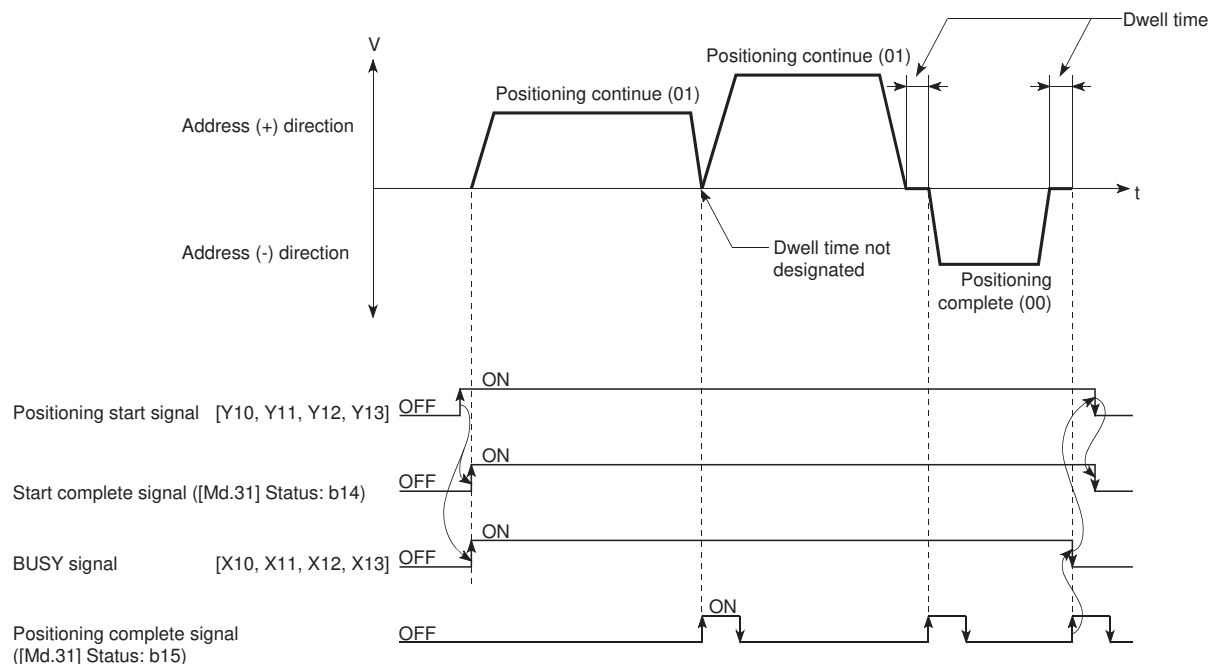 Dwell time
V
Positioning continue (01)
Positioning continue (01)
Address (+) direction
t
Address (-) direction
Dwell time not
designated
Positioning
complete (00)
ON
Positioning start signal [Y10, Y11, Y12, Y13] OFF
ON
Start complete signal ([Md.31] Status: b14) OFF
ON
BUSY signal [X10, X11, X12, X13] OFF
ON
Positioning complete signal OFF
([Md.31] Status: b15)